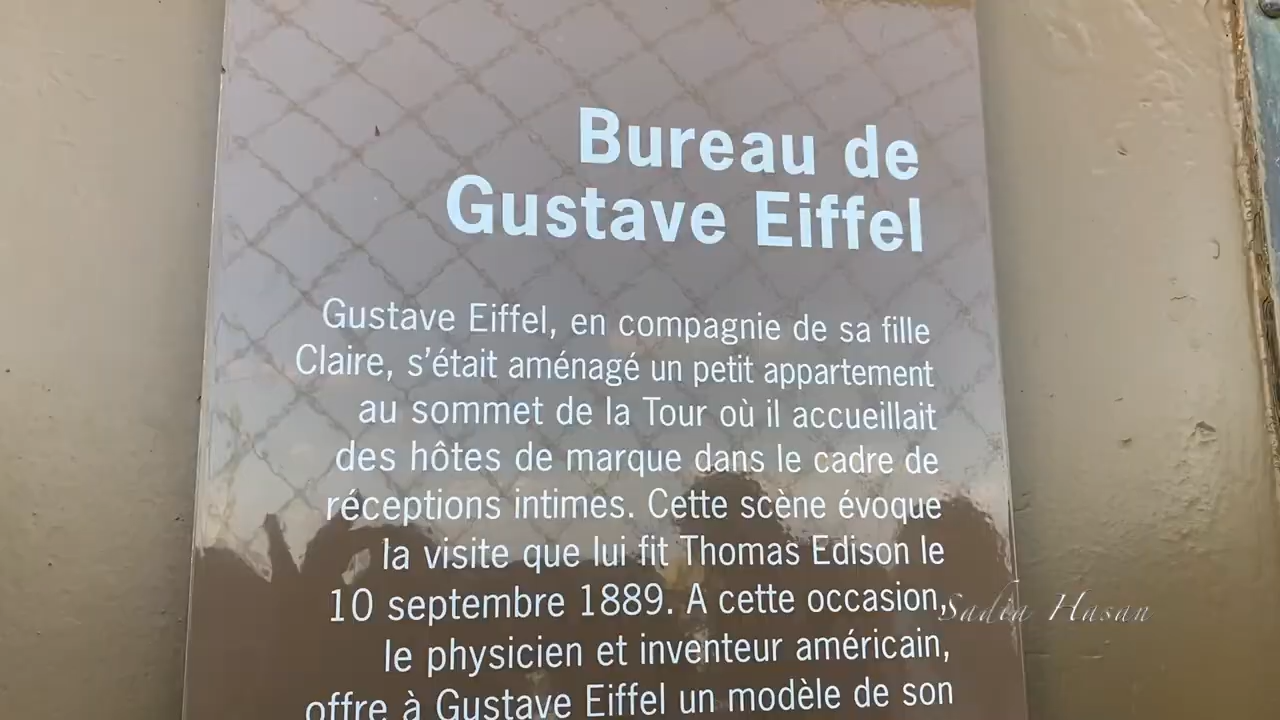 Bureau de
Gustave Eiffel
Gustave Eiffel, en compagnie de sa fille
Claire, s'était aménagé un petit appartement
au sommet de la Tour où il accueillait
des hôtes de marque dans le cadre de
réceptions intimes. Cette scène évoque
la visite que lui fit Thomas Edison le
10 septembre 1889. A cette occasion,
le physicien et inventeur américain,
offre à Gustave Eiffel un modèle de son
Sadia Hasan